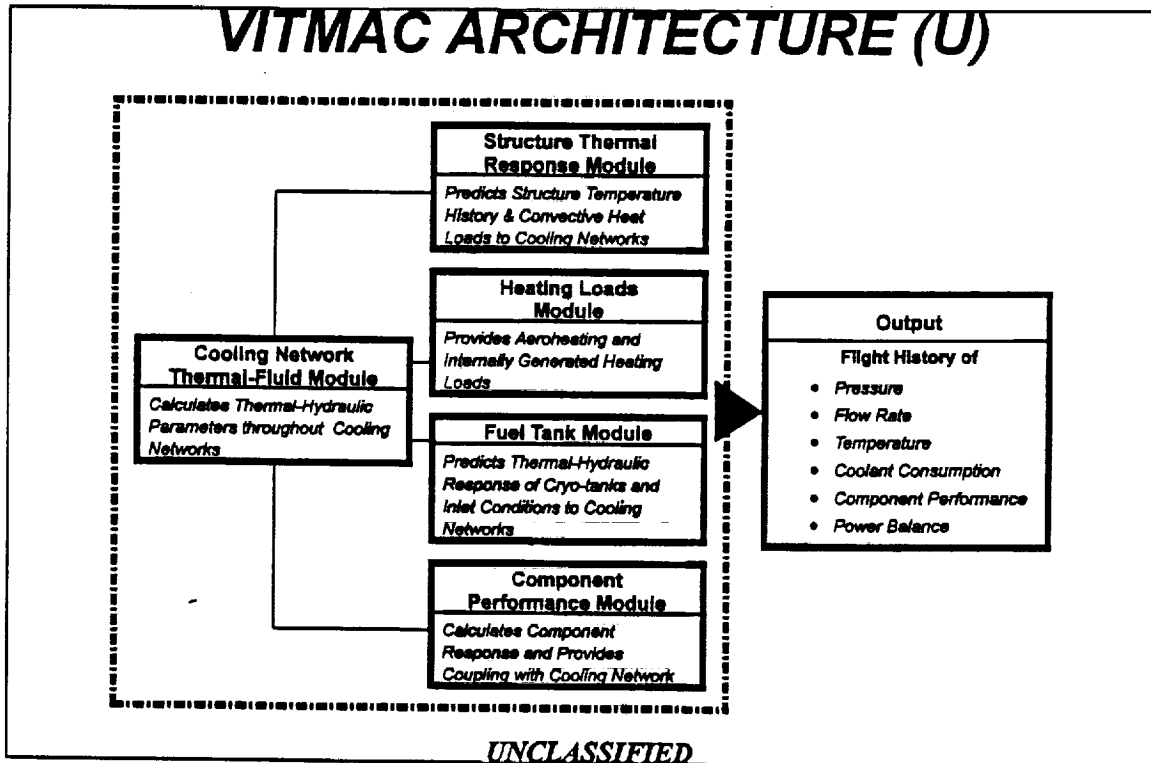 VITMAC ARCHITECTURE (U)
Structure Thermal
Response Module
Predicts Structure Temperature
History & Convective Heat
Loads to Cooling Networks
Heating Loads
Module
Provides Aeroheating and
Internally Generated Heating
Loads
Cooling Network
Thermal-Fluid Module
Calculates Thermal-Hydraulic
Parameters throughout Cooling
Networks
Fuel Tank Module
Predicts Thermal-Hydraulic
Response of Cryo-tanks and
Inlet Conditions to Cooling
Networks
Component
Performance Module
Calculates Component
Response and Provides
Coupling with Cooling Network
Output
Flight History of
• Pressure
• Flow Rate
• Temperature
• Coolant Consumption
• Component Performance
• Power Balance
UNCLASSIFIED